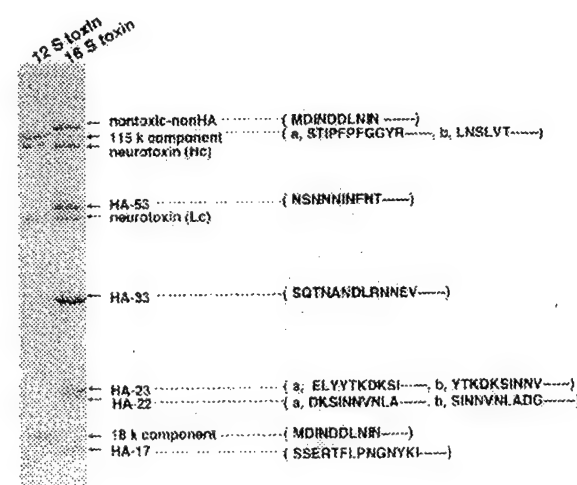 12 S toxin
16 S toxin
nontoxic-nonHA ( MDINDDLNIN ------ )
115 k component ( a, STIPFPFGGYR------, b, LNSLVT------ )
neurotoxin (Hc)
HA-53 ( NSNNNINFNT------ )
neurotoxin (Lc)
HA-33 ( SQTNANDLRNNEV------ )
HA-23 ( a, ELYYTKDKSI------, b, YTKDKSINNV------ )
HA-22 ( a, DKSINNVNLA------, b, SINNVNLADG------ )
18 k component ( MDINDDLNIN------ )
HA-17 ( SSERTFLPNGNYKI------ )